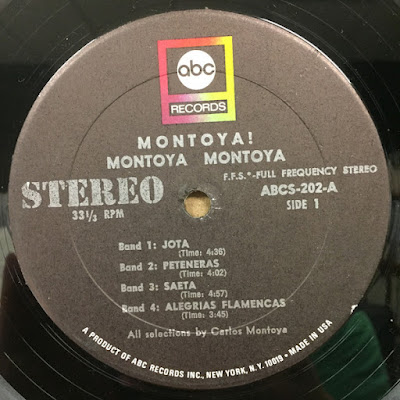 abc
RECORDS
MONTOYA!
MONTOYA MONTOYA
STEREO
33⅓ RPM
F.F.S.*-FULL FREQUENCY STEREO
ABCS-202-A
SIDE 1
Band 1: JOTA
(Time: 4:36)
Band 2: PETENERAS
(Time: 4:02)
Band 3: SAETA
(Time: 4:57)
Band 4: ALEGRIAS FLAMENCAS
(Time: 3:45)
All selections by Carlos Montoya
A PRODUCT OF ABC RECORDS INC., NEW YORK, N.Y. 10019 • MADE IN USA